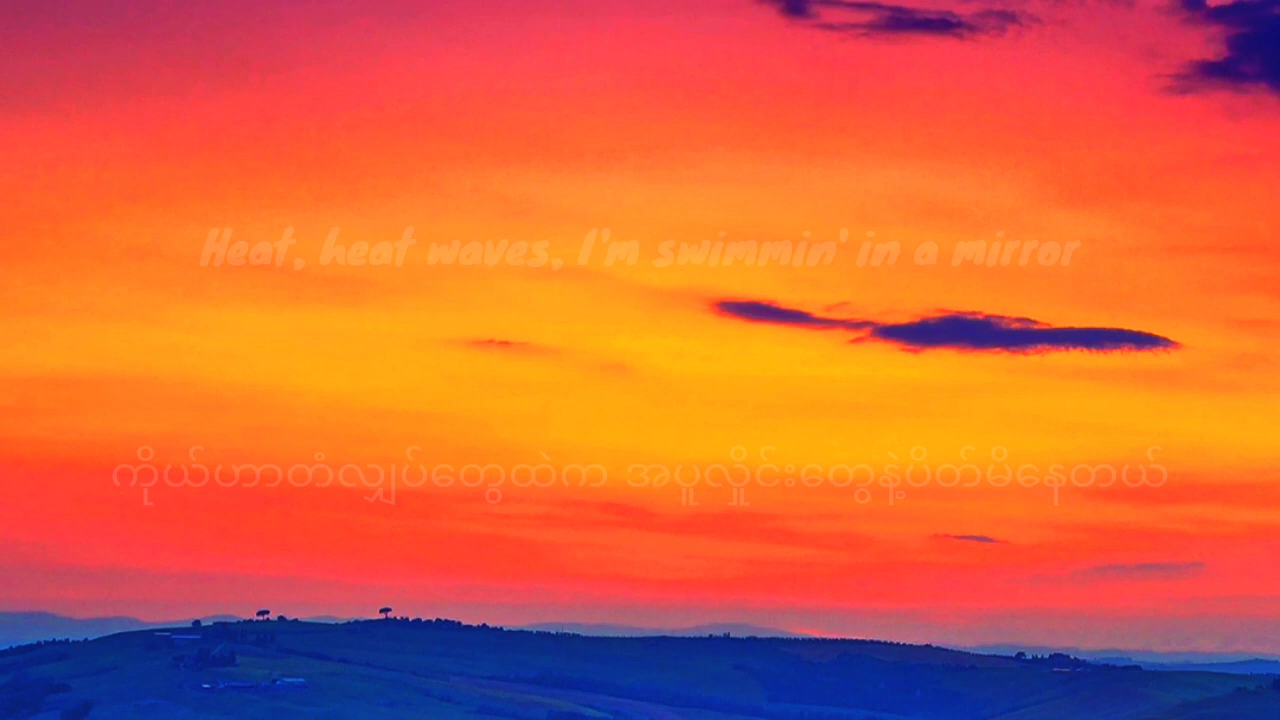 Heat, heat waves, I'm swimmin' in a mirror
ကိုယ်ဟာတံလျှပ်တွေထဲက အပူလှိုင်းတွေနဲ့ပိတ်မိနေတယ်